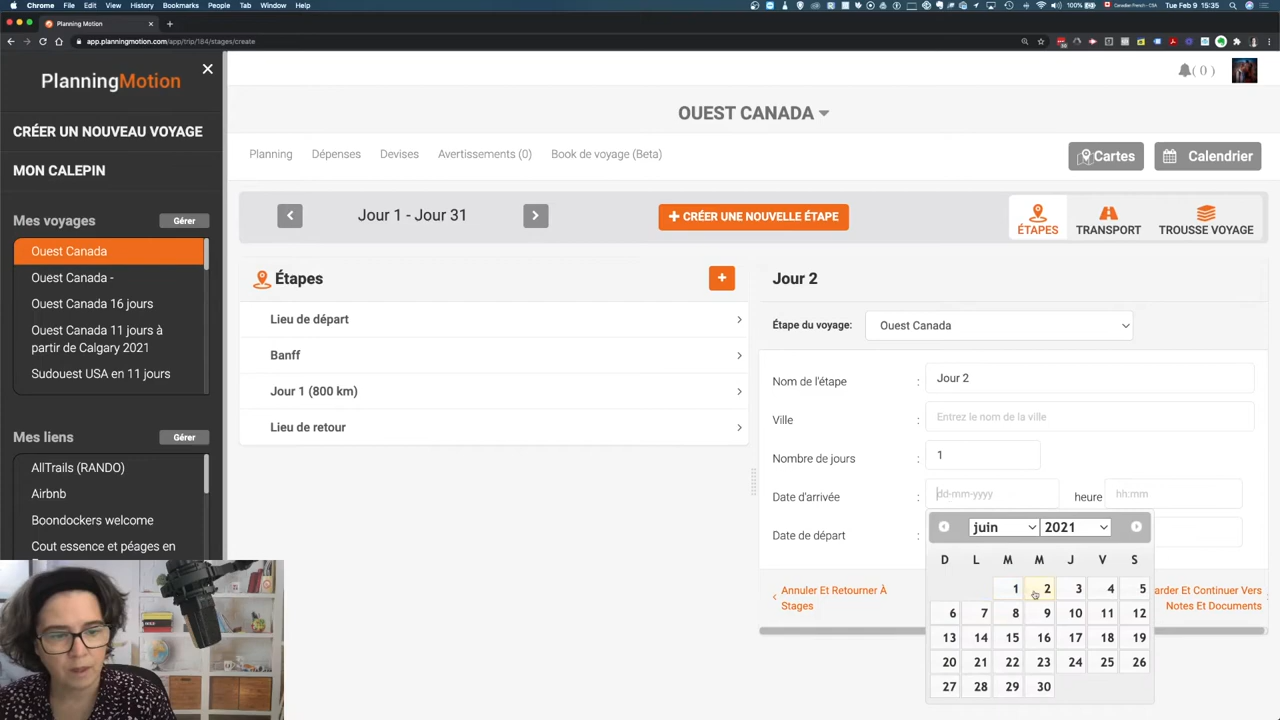 Chrome File Edit View History Bookmarks People Tab Window Help
100% Canadian French - CSA Tue Feb 9 15:35
Planning Motion
app.planningmotion.com/app/trip/184/stages/create
PlanningMotion
CRÉER UN NOUVEAU VOYAGE
MON CALEPIN
Mes voyages Gérer
Ouest Canada
Ouest Canada -
Ouest Canada 16 jours
Ouest Canada 11 jours à
partir de Calgary 2021
Sudouest USA en 11 jours
Mes liens Gérer
AllTrails (RANDO)
Airbnb
Boondockers welcome
Cout essence et péages en
( 0 )
OUEST CANADA
Planning Dépenses Devises Avertissements (0) Book de voyage (Beta)
Cartes Calendrier
Jour 1 - Jour 31
+ CRÉER UNE NOUVELLE ÉTAPE
ÉTAPES TRANSPORT TROUSSE VOYAGE
Étapes +
Lieu de départ
Banff
Jour 1 (800 km)
Lieu de retour
Jour 2
Étape du voyage: Ouest Canada
Nom de l'étape : Jour 2
Ville : Entrez le nom de la ville
Nombre de jours : 1
Date d'arrivée : dd-mm-yyyy heure hh:mm
Date de départ :
juin 2021
D L M M J V S
1 2 3 4 5
6 7 8 9 10 11 12
13 14 15 16 17 18 19
20 21 22 23 24 25 26
27 28 29 30
Annuler Et Retourner À
Stages
arder Et Continuer Vers
Notes Et Documents